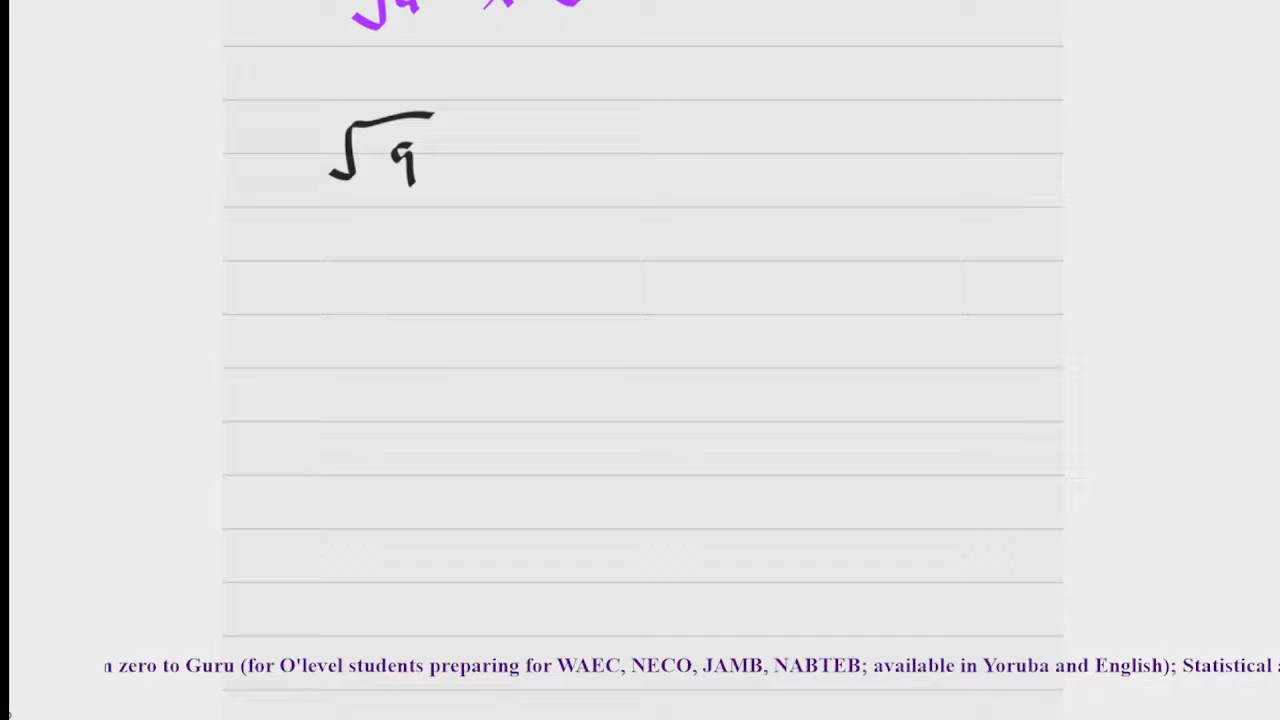 √9
n zero to Guru (for O'level students preparing for WAEC, NECO, JAMB, NABTEB; available in Yoruba and English); Statistical a